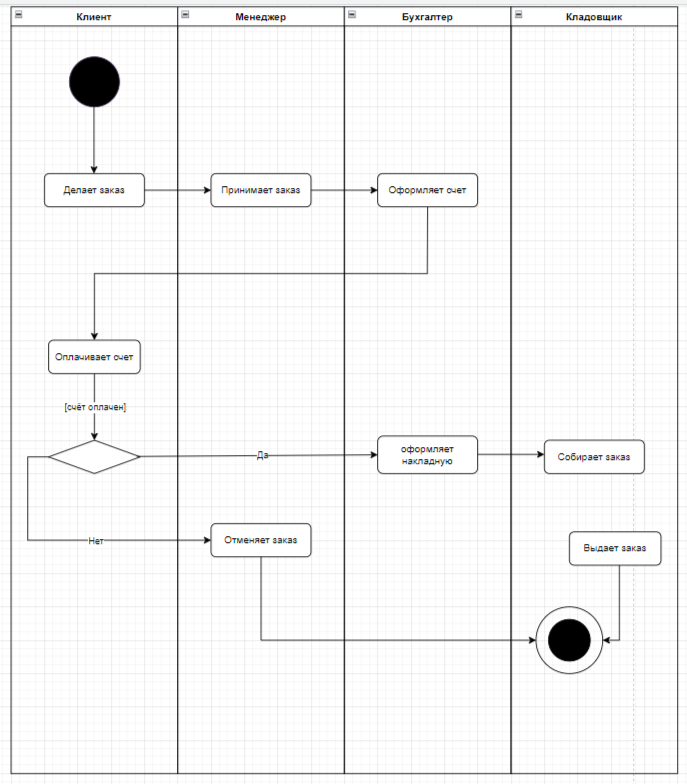 Клиент
Менеджер
Бухгалтер
Кладовщик
Делает заказ
Принимает заказ
Оформляет счет
Оплачивает счет
[счёт оплачен]
Да
оформляет
накладную
Собирает заказ
Нет
Отменяет заказ
Выдает заказ